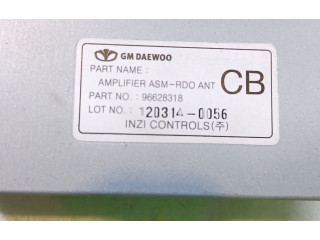 GM DAEWOO
PART NAME :
AMPLIFIER ASM-RDO ANT CB
PART NO. : 96628318
LOT NO. : 120314-0056
INZI CONTROLS(주)